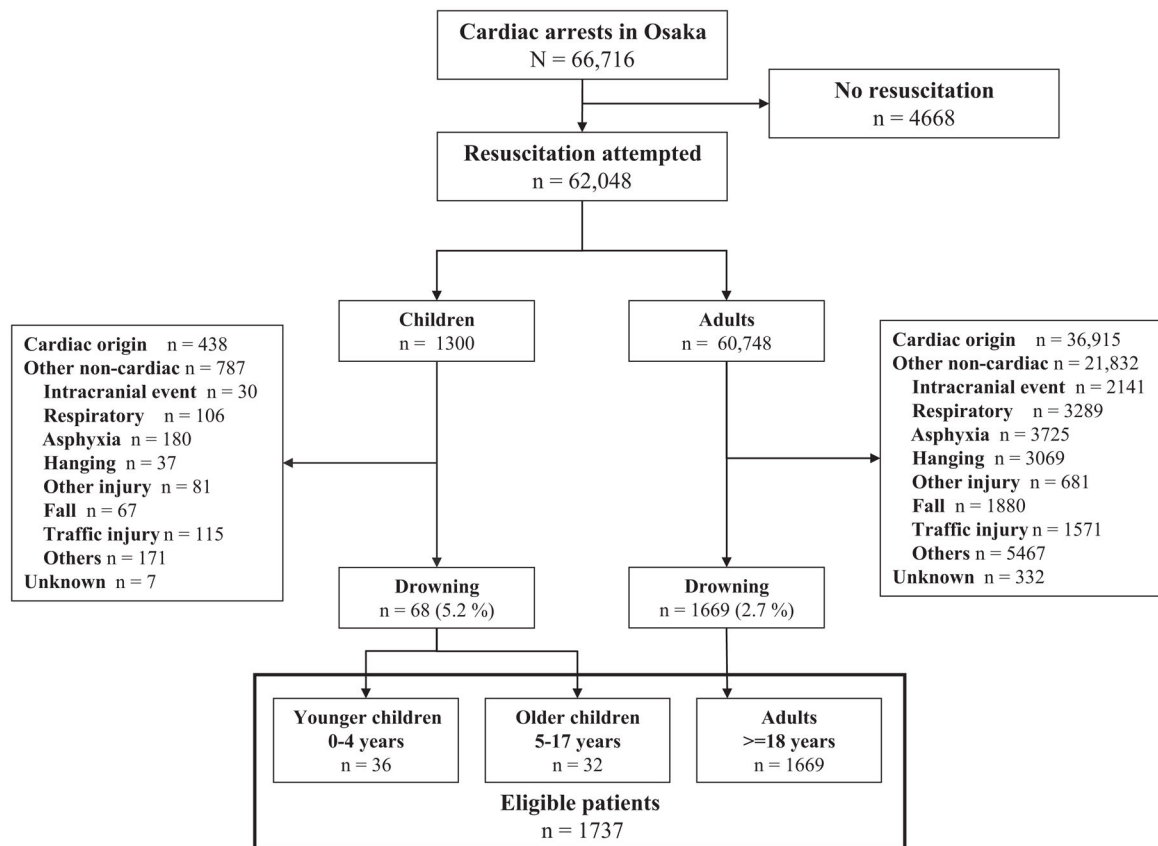 Cardiac arrests in Osaka
N = 66,716
No resuscitation
n = 4668
Resuscitation attempted
n = 62,048
Children
n = 1300
Adults
n = 60,748
Cardiac origin n = 438
Other non-cardiac n = 787
Intracranial event n = 30
Respiratory n = 106
Asphyxia n = 180
Hanging n = 37
Other injury n = 81
Fall n = 67
Traffic injury n = 115
Others n = 171
Unknown n = 7
Cardiac origin n = 36,915
Other non-cardiac n = 21,832
Intracranial event n = 2141
Respiratory n = 3289
Asphyxia n = 3725
Hanging n = 3069
Other injury n = 681
Fall n = 1880
Traffic injury n = 1571
Others n = 5467
Unknown n = 332
Drowning
n = 68 (5.2 %)
Drowning
n = 1669 (2.7 %)
Younger children
0-4 years
n = 36
Older children
5-17 years
n = 32
Adults
>=18 years
n = 1669
Eligible patients
n = 1737